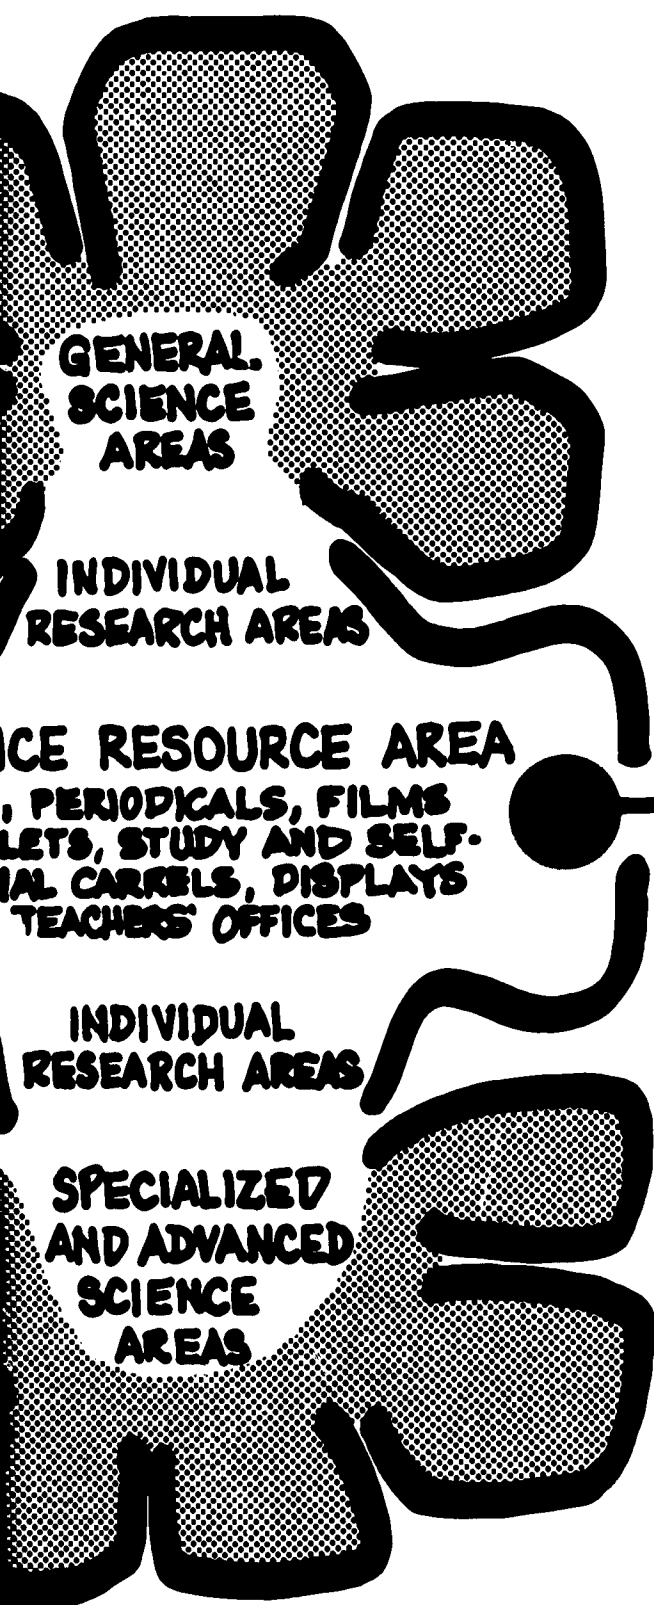 GENERAL
SCIENCE
AREAS
INDIVIDUAL
RESEARCH AREAS
RESOURCE AREA
, PERIODICALS, FILMS
STUDY AND SELF-
CARRELS, DISPLAYS
TEACHERS' OFFICES
INDIVIDUAL
RESEARCH AREAS
SPECIALIZED
AND ADVANCED
SCIENCE
AREAS